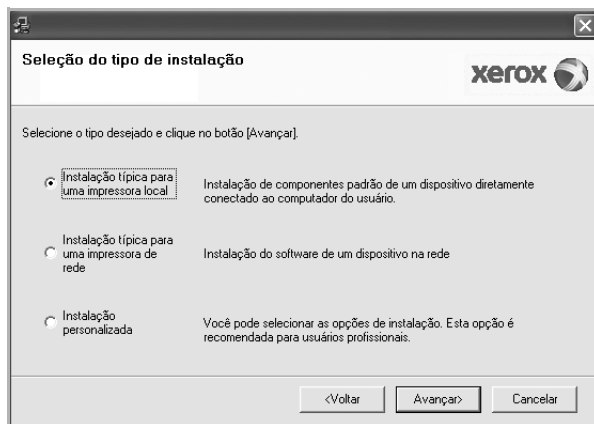 Seleção do tipo de instalação
xerox
Selecione o tipo desejado e clique no botão [Avançar].
Instalação típica para
uma impressora local
Instalação de componentes padrão de um dispositivo diretamente
conectado ao computador do usuário.
Instalação típica para
uma impressora de
rede
Instalação do software de um dispositivo na rede
Instalação
personalizada
Você pode selecionar as opções de instalação. Esta opção é
recomendada para usuários profissionais.
<Voltar
Avançar>
Cancelar